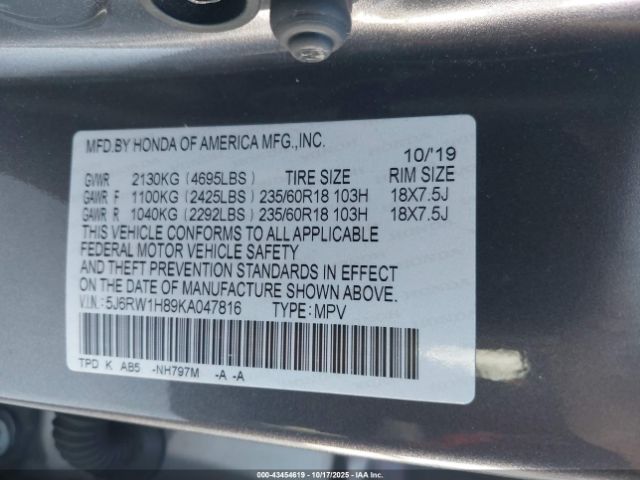 MFD.BY HONDA OF AMERICA MFG.,INC.
10/'19
GVWR 2130KG (4695LBS) TIRE SIZE RIM SIZE
GAWR F 1100KG (2425LBS) 235/60R18 103H 18X7.5J
GAWR R 1040KG (2292LBS) 235/60R18 103H 18X7.5J
THIS VEHICLE CONFORMS TO ALL APPLICABLE
FEDERAL MOTOR VEHICLE SAFETY
AND THEFT PREVENTION STANDARDS IN EFFECT
ON THE DATE OF MANUFACTURE SHOWN ABOVE.
V.I.N.: 5J6RW1H89KA047816 TYPE: MPV
TPD K AB5 -NH797M -A -A
000-43454619 | 10/17/2025 | IAAI.COM